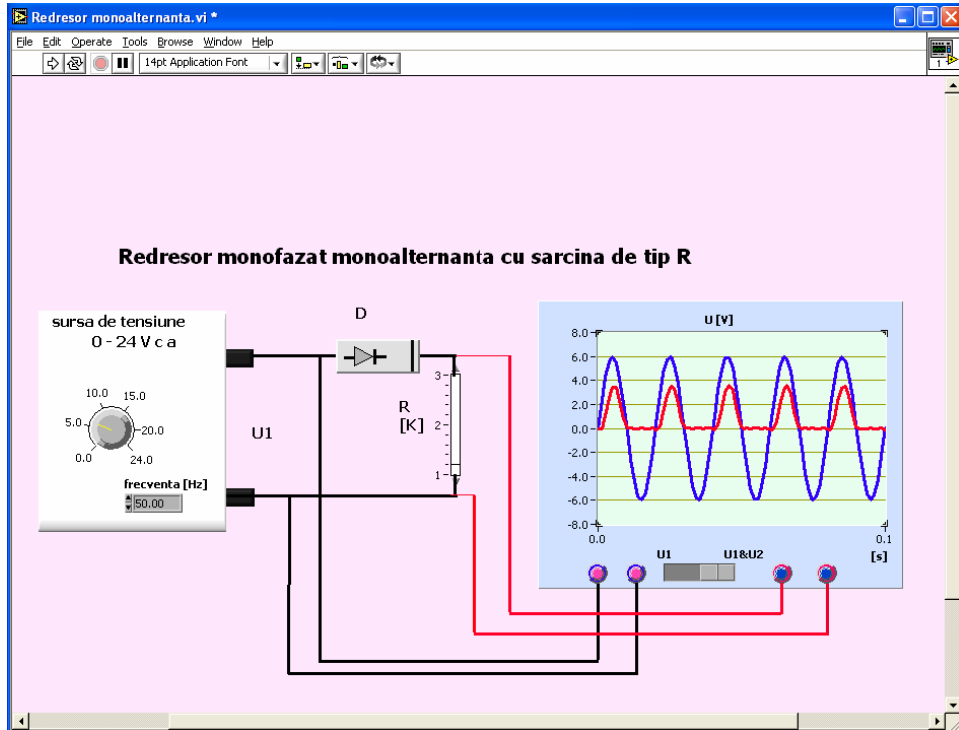 Redresor monoalternanta.vi *
File Edit Operate Tools Browse Window Help
14pt Application Font
1
Redresor monofazat monoalternanta cu sarcina de tip R
sursa de tensiune
0 - 24 V c a
10.0 15.0
5.0 20.0
0.0 24.0
frecventa [Hz]
50.00
U1
D
R
[K]
3
2
1
U [V]
8.0
6.0
4.0
2.0
0.0
-2.0
-4.0
-6.0
-8.0
0.0 0.1
[s]
U1 U1&U2